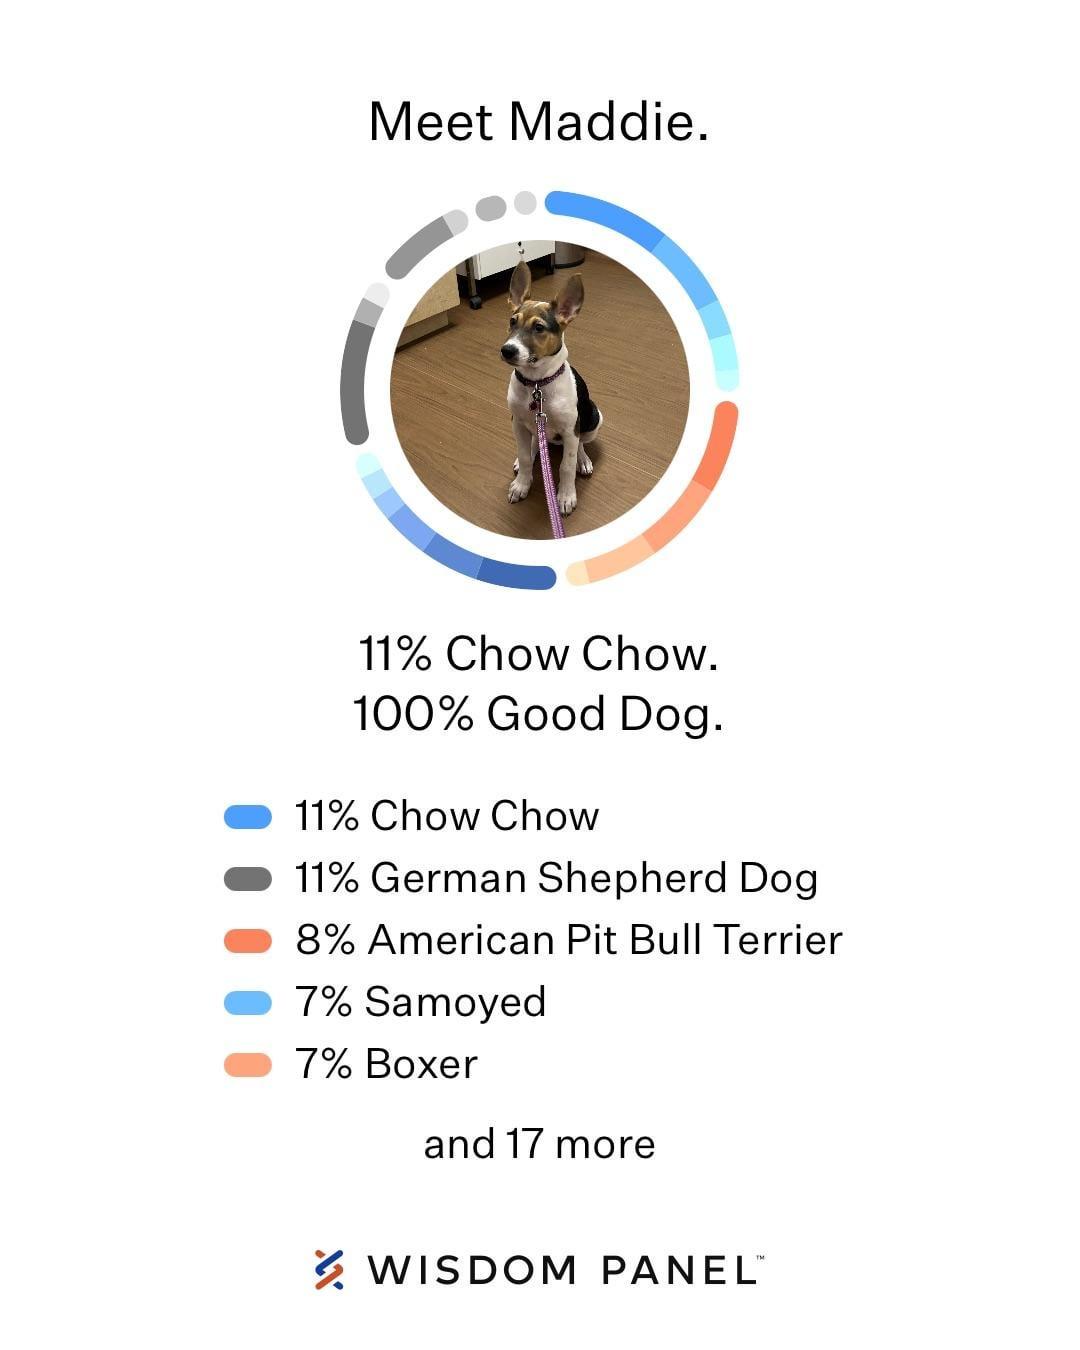 Meet Maddie.
11% Chow Chow.
100% Good Dog.
11% Chow Chow
11% German Shepherd Dog
8% American Pit Bull Terrier
7% Samoyed
7% Boxer
and 17 more
WISDOM PANEL™